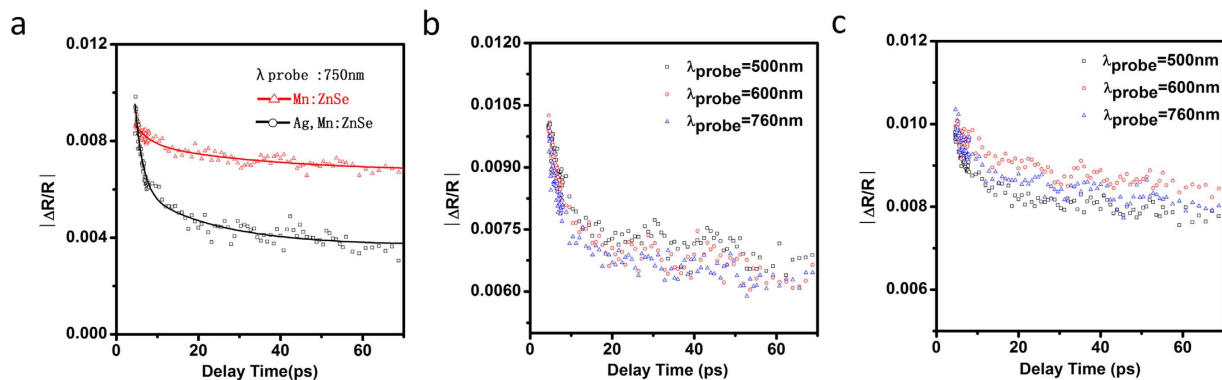 a
0.012
0.008
0.004
0.000
|ΔR/R|
λ probe :750nm
Mn:ZnSe
Ag,Mn:ZnSe
0 20 40 60
Delay Time(ps)
b
0.0120
0.0105
0.0090
0.0075
0.0060
|ΔR/R|
λprobe=500nm
λprobe=600nm
λprobe=760nm
0 20 40 60
Delay Time (ps)
c
0.012
0.010
0.008
0.006
|ΔR/R|
λprobe=500nm
λprobe=600nm
λprobe=760nm
0 20 40 60
Delay Time (ps)